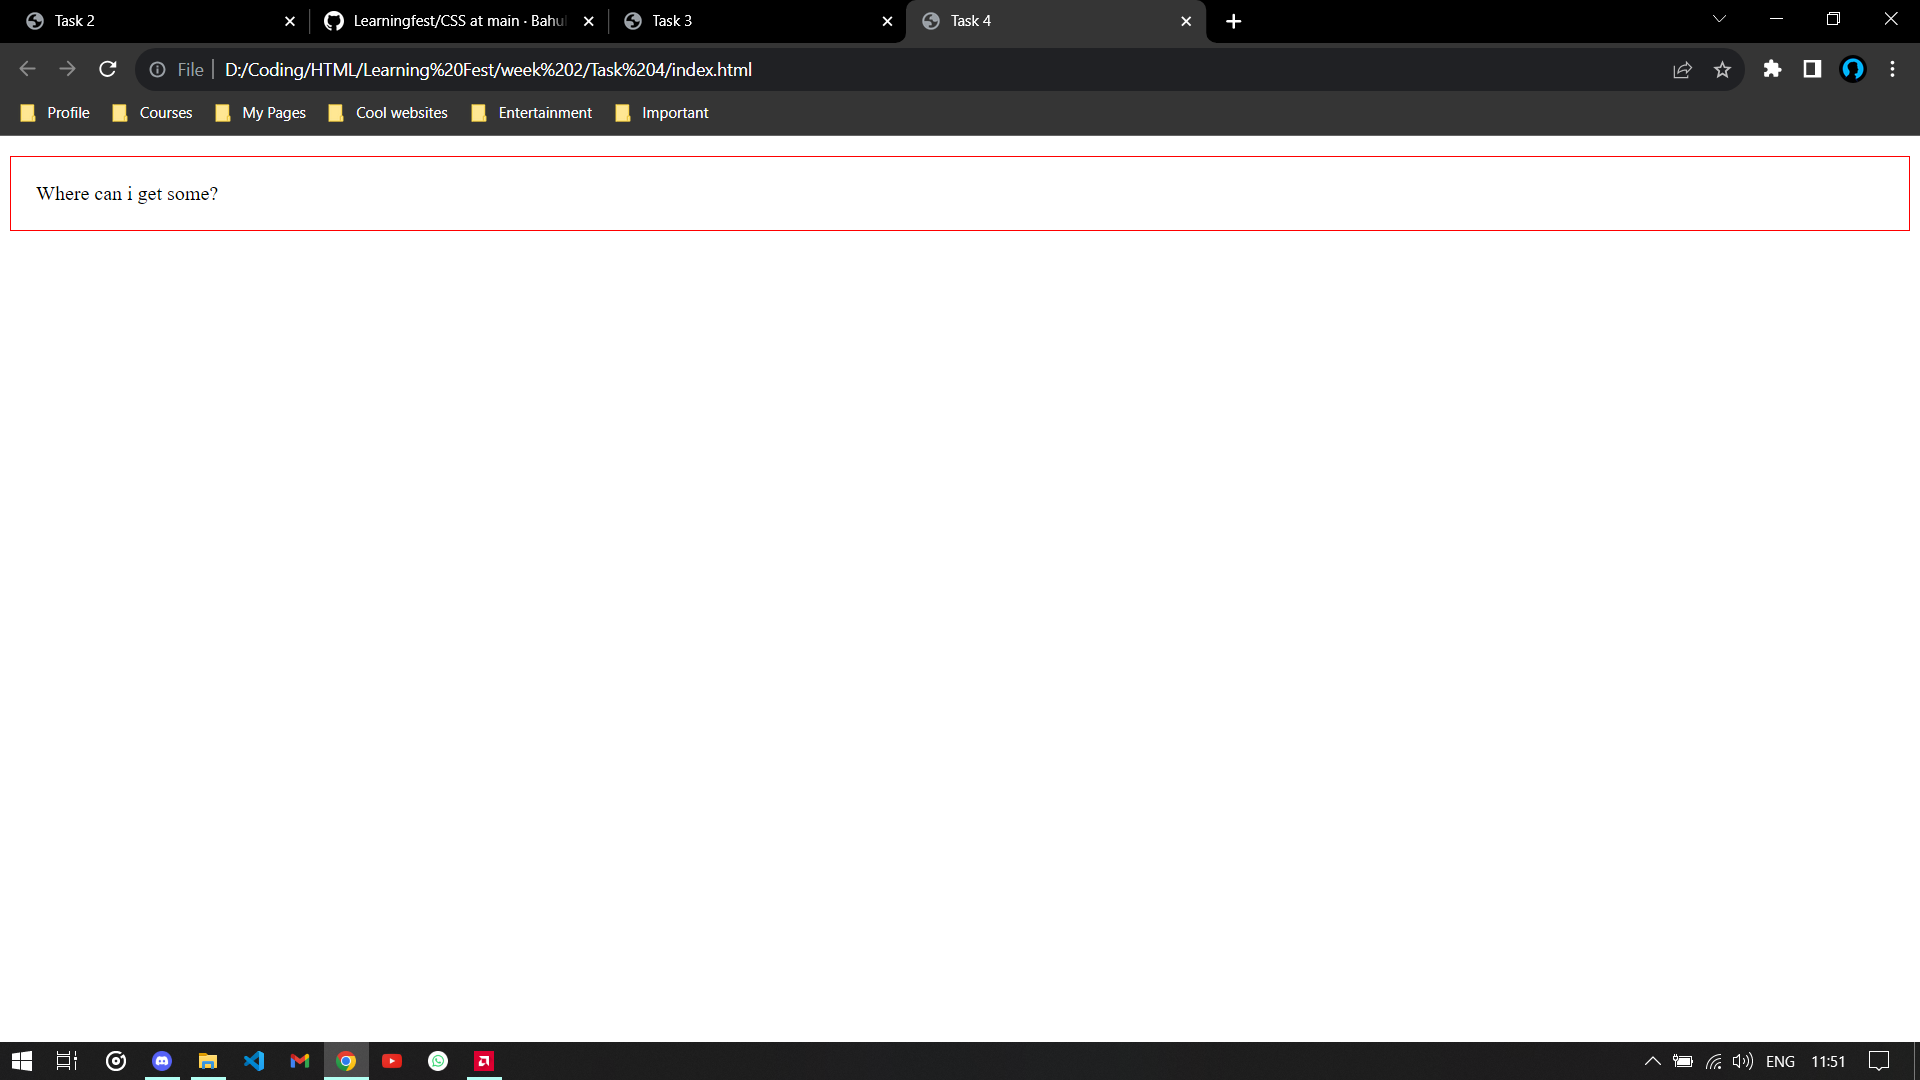 Task 2
Learningfest/CSS at main · Bahul
Task 3
Task 4
File
D:/Coding/HTML/Learning%20Fest/week%202/Task%204/index.html
Profile
Courses
My Pages
Cool websites
Entertainment
Important
Where can i get some?
ENG
11:51